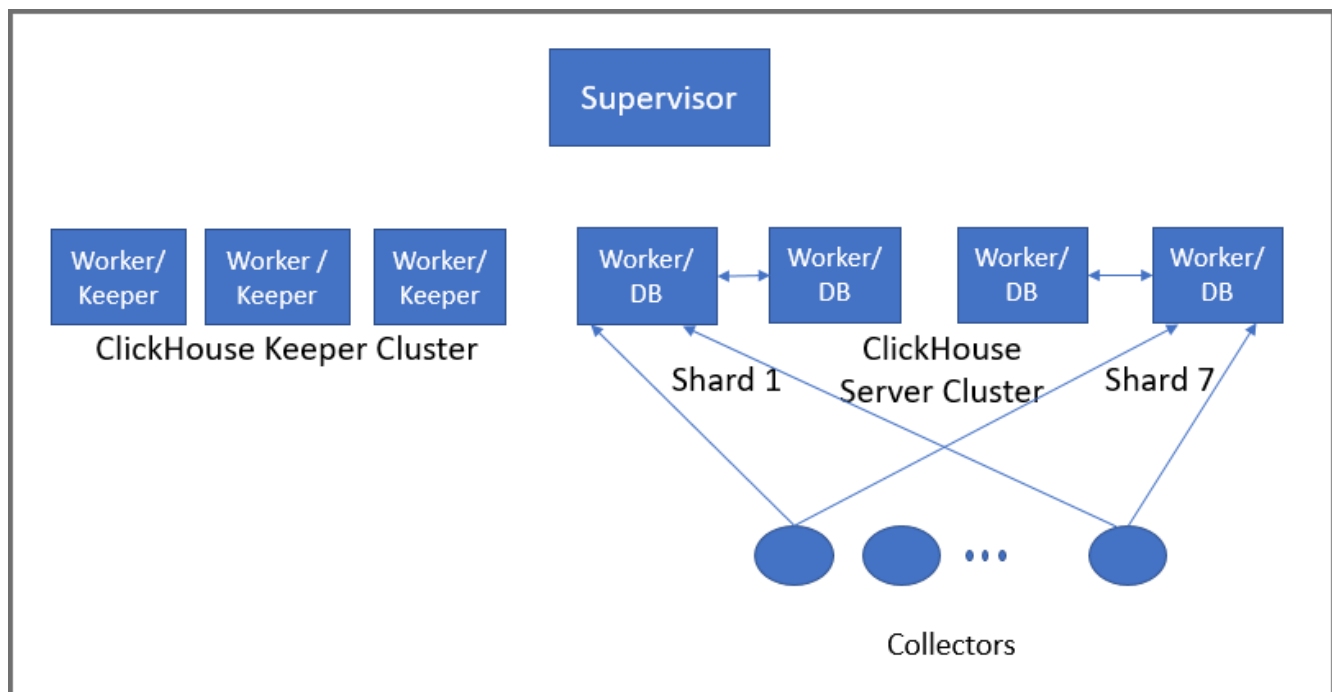 Supervisor
Worker/
Keeper
Worker /
Keeper
Worker/
Keeper
Worker/
DB
Worker/
DB
Worker/
DB
Worker/
DB
ClickHouse Keeper Cluster
Shard 1
ClickHouse
Server Cluster
Shard 7
Collectors